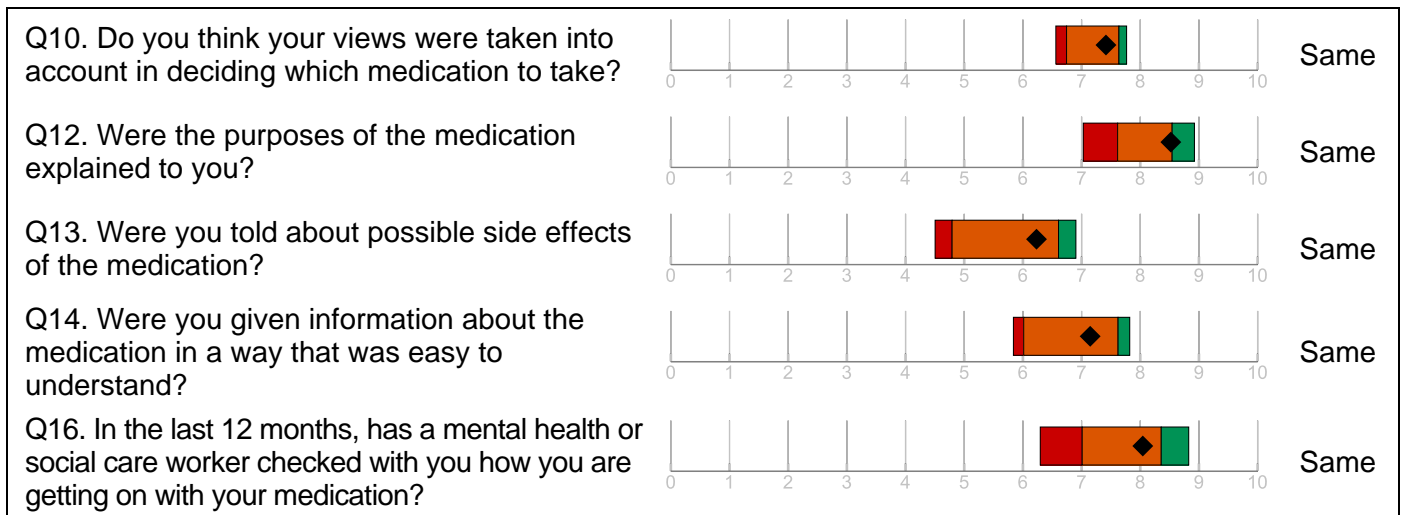 Q10. Do you think your views were taken into
account in deciding which medication to take?
0 1 2 3 4 5 6 7 8 9 10
Same
Q12. Were the purposes of the medication
explained to you?
0 1 2 3 4 5 6 7 8 9 10
Same
Q13. Were you told about possible side effects
of the medication?
0 1 2 3 4 5 6 7 8 9 10
Same
Q14. Were you given information about the
medication in a way that was easy to
understand?
0 1 2 3 4 5 6 7 8 9 10
Same
Q16. In the last 12 months, has a mental health or
social care worker checked with you how you are
getting on with your medication?
0 1 2 3 4 5 6 7 8 9 10
Same